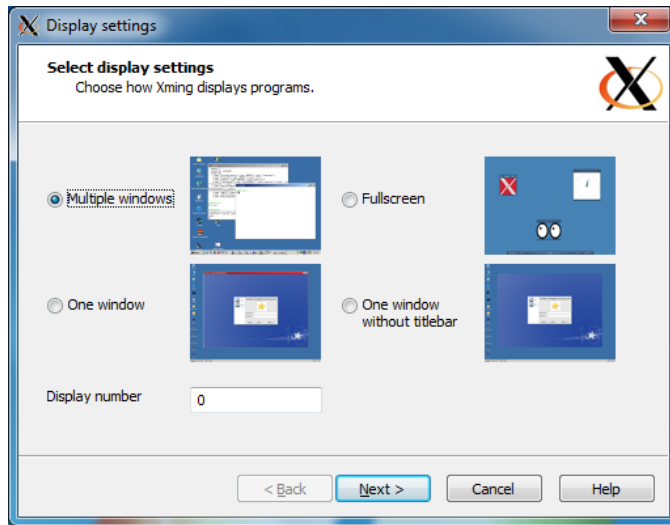 Display settings
Select display settings
Choose how Xming displays programs.
Multiple windows
Fullscreen
One window
One window
without titlebar
Display number
0
< Back
Next >
Cancel
Help